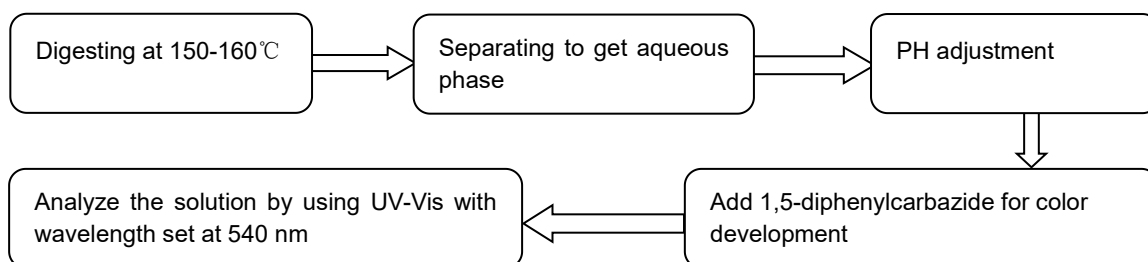 Digesting at 150-160℃
Separating to get aqueous
phase
PH adjustment
Add 1,5-diphenylcarbazide for color
development
Analyze the solution by using UV-Vis with
wavelength set at 540 nm